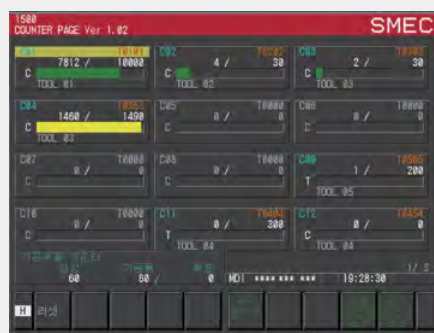 1500
COUNTER PAGE Ver 1.02
SMEC
C01 T0101 C02 T0202 C03 T0302
7812 / 10000 4 / 30 2 / 30
C C C
TOOL 01 TOOL 02 TOOL 03
C04 T0363 C05 T0000 C06 T0000
1460 / 1490 0 / 0 0 / 0
C C C
TOOL 03
C07 T0000 C08 T0000 C09 T0505
0 / 0 0 / 0 1 / 200
C C T
TOOL 05
C10 T0000 C11 T0404 C12 T0454
0 / 0 0 / 300 0 / 0
C T C
TOOL 04 TOOL 04
1/ 3
60 60 / 0 MDI **** *** *** 19:28:30
H 리셋